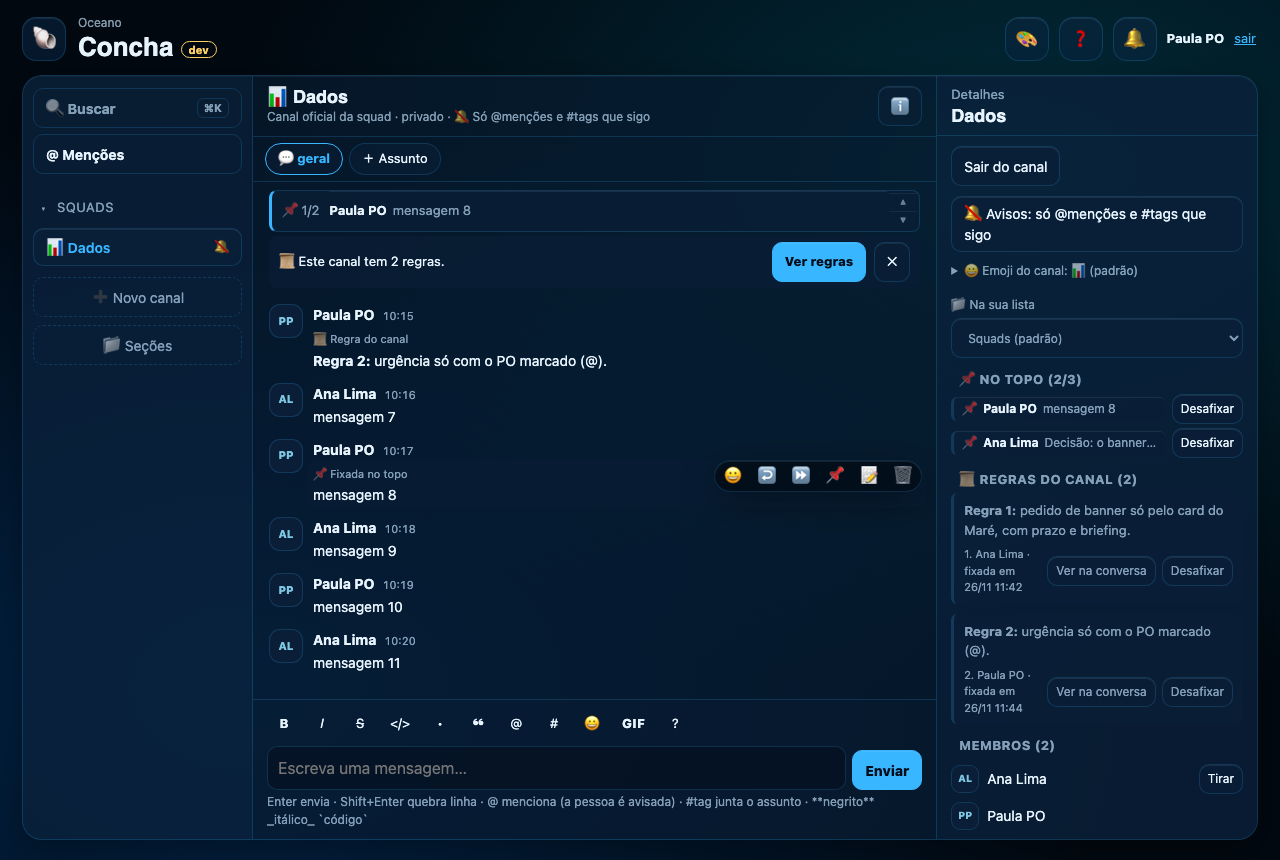 Oceano
Concha dev
Paula PO sair
Buscar ⌘K
@ Menções
SQUADS
Dados
Novo canal
Seções
Dados
Canal oficial da squad · privado · Só @menções e #tags que sigo
geral
+ Assunto
1/2 Paula PO mensagem 8
Este canal tem 2 regras.
Ver regras
PP Paula PO 10:15
Regra do canal
Regra 2: urgência só com o PO marcado (@).
AL Ana Lima 10:16
mensagem 7
PP Paula PO 10:17
Fixada no topo
mensagem 8
AL Ana Lima 10:18
mensagem 9
PP Paula PO 10:19
mensagem 10
AL Ana Lima 10:20
mensagem 11
B I S </> · ❝ @ # GIF ?
Escreva uma mensagem...
Enviar
Enter envia · Shift+Enter quebra linha · @ menciona (a pessoa é avisada) · #tag junta o assunto · **negrito**
_itálico_ `código`
Detalhes
Dados
Sair do canal
Avisos: só @menções e #tags que
sigo
Emoji do canal: (padrão)
Na sua lista
Squads (padrão)
NO TOPO (2/3)
Paula PO mensagem 8 Desafixar
Ana Lima Decisão: o banner... Desafixar
REGRAS DO CANAL (2)
Regra 1: pedido de banner só pelo card do
Maré, com prazo e briefing.
1. Ana Lima ·
fixada em
26/11 11:42
Ver na conversa
Desafixar
Regra 2: urgência só com o PO marcado
(@).
2. Paula PO ·
fixada em
26/11 11:44
Ver na conversa
Desafixar
MEMBROS (2)
AL Ana Lima Tirar
PP Paula PO